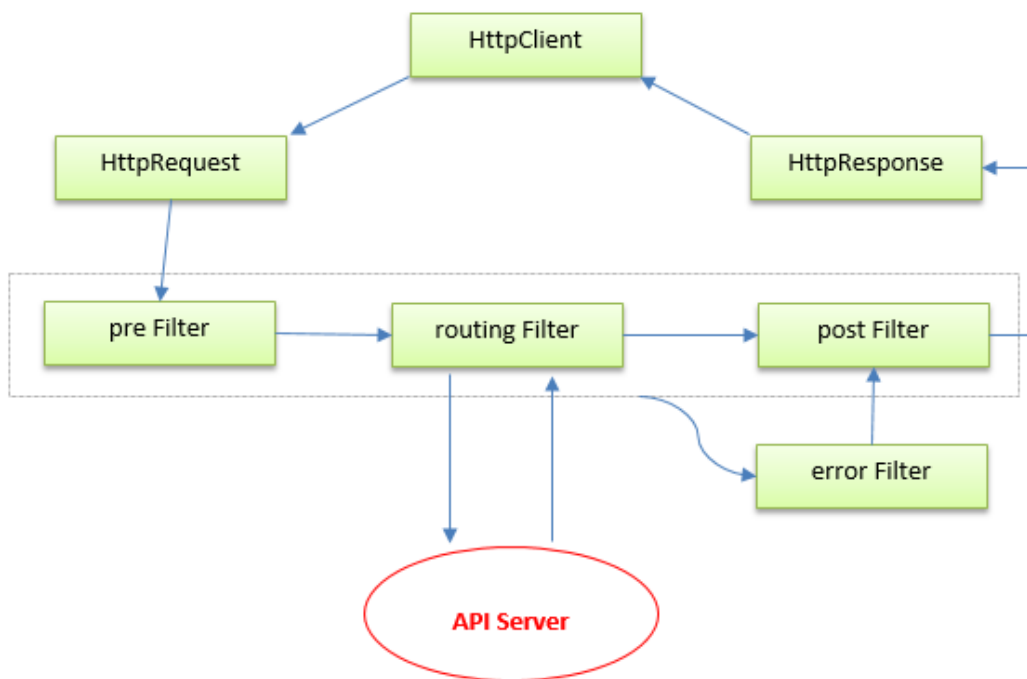 HttpClient
HttpRequest
HttpResponse
pre Filter
routing Filter
post Filter
error Filter
API Server